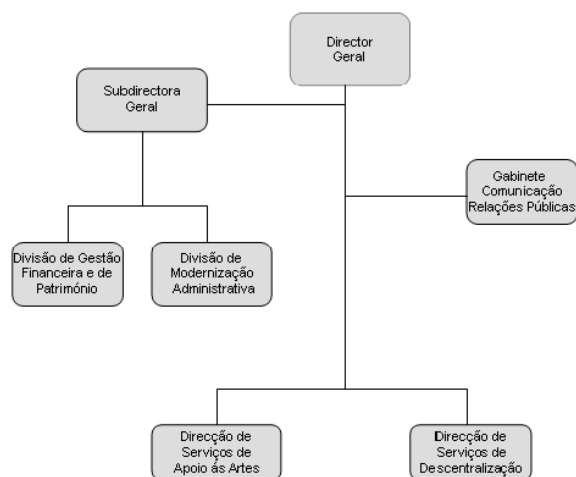 Director
Geral
Subdirectora
Geral
Gabinete
Comunicação
Relações Públicas
Divisão de Gestão
Financeira e de
Património
Divisão de
Modernização
Administrativa
Direcção de
Serviços de
Apoio ás Artes
Direcção de
Serviços de
Descentralização